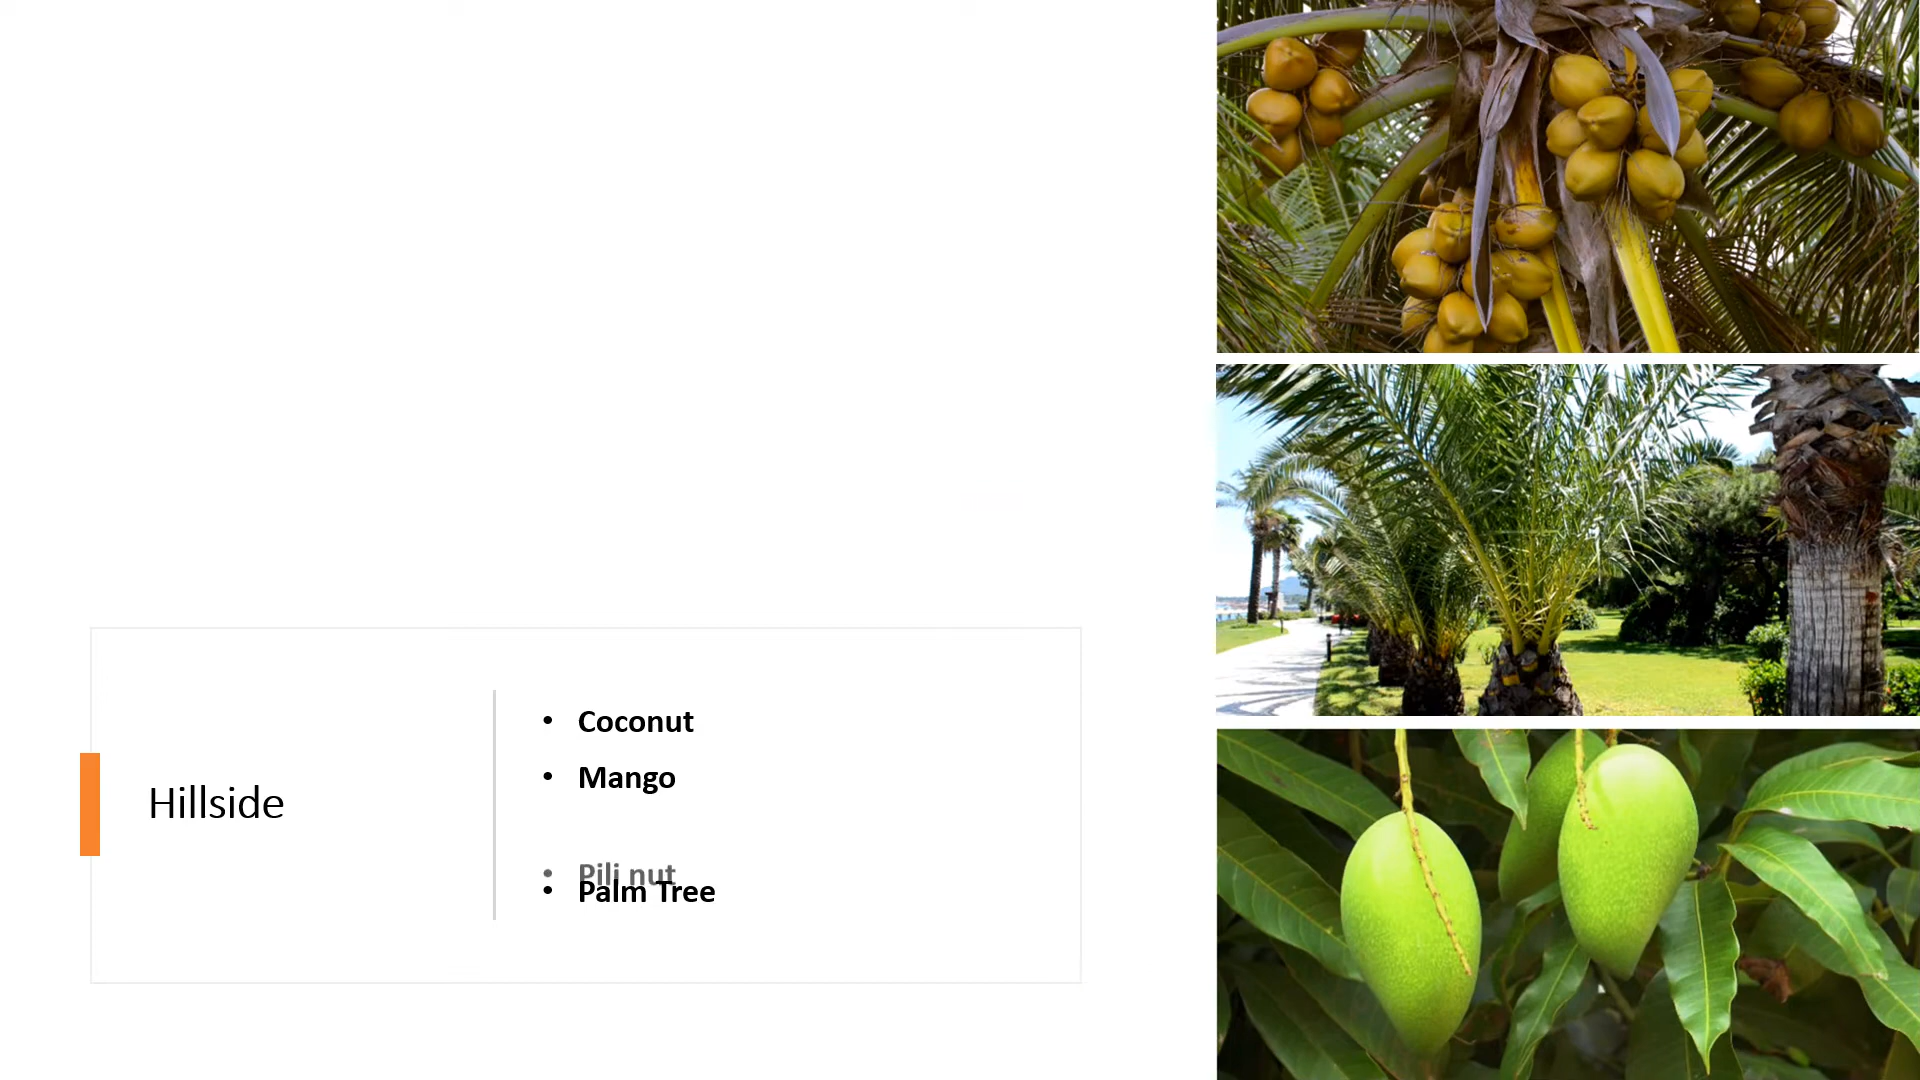 Hillside
• Coconut
• Mango
• Pili nut
• Palm Tree